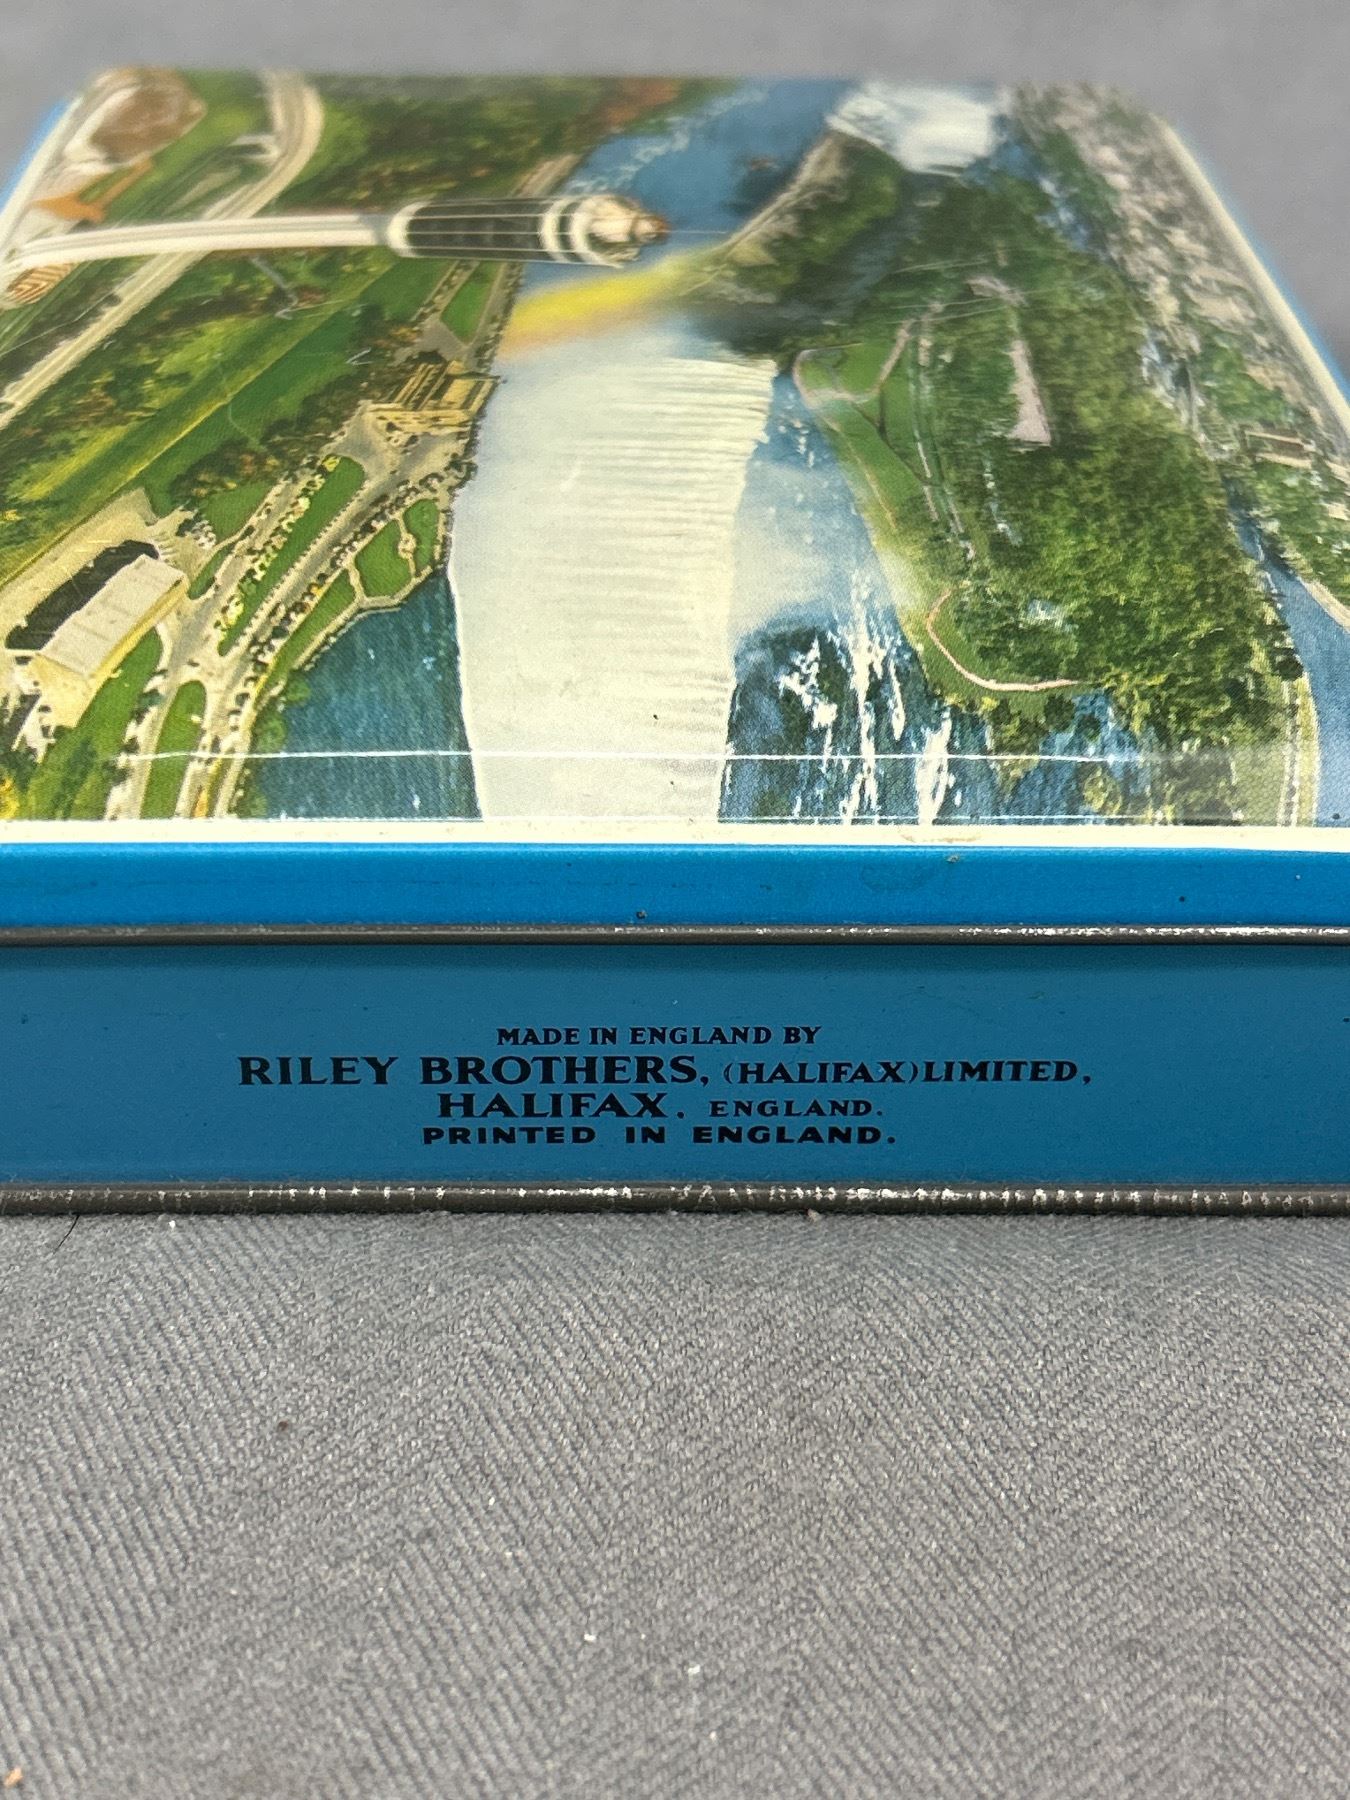 MADE IN ENGLAND BY
RILEY BROTHERS, (HALIFAX) LIMITED,
HALIFAX. ENGLAND.
PRINTED IN ENGLAND.